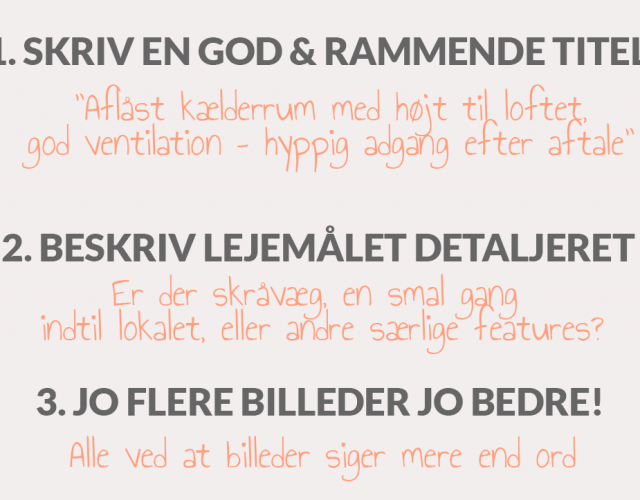 1. SKRIV EN GOD & RAMMENDE TITEL
"Aflåst kælderrum med højt til loftet,
god ventilation - hyppig adgang efter aftale"
2. BESKRIV LEJEMÅLET DETALJERET
Er der skråvæg, en smal gang
indtil lokalet, eller andre særlige features?
3. JO FLERE BILLEDER JO BEDRE!
Alle ved at billeder siger mere end ord